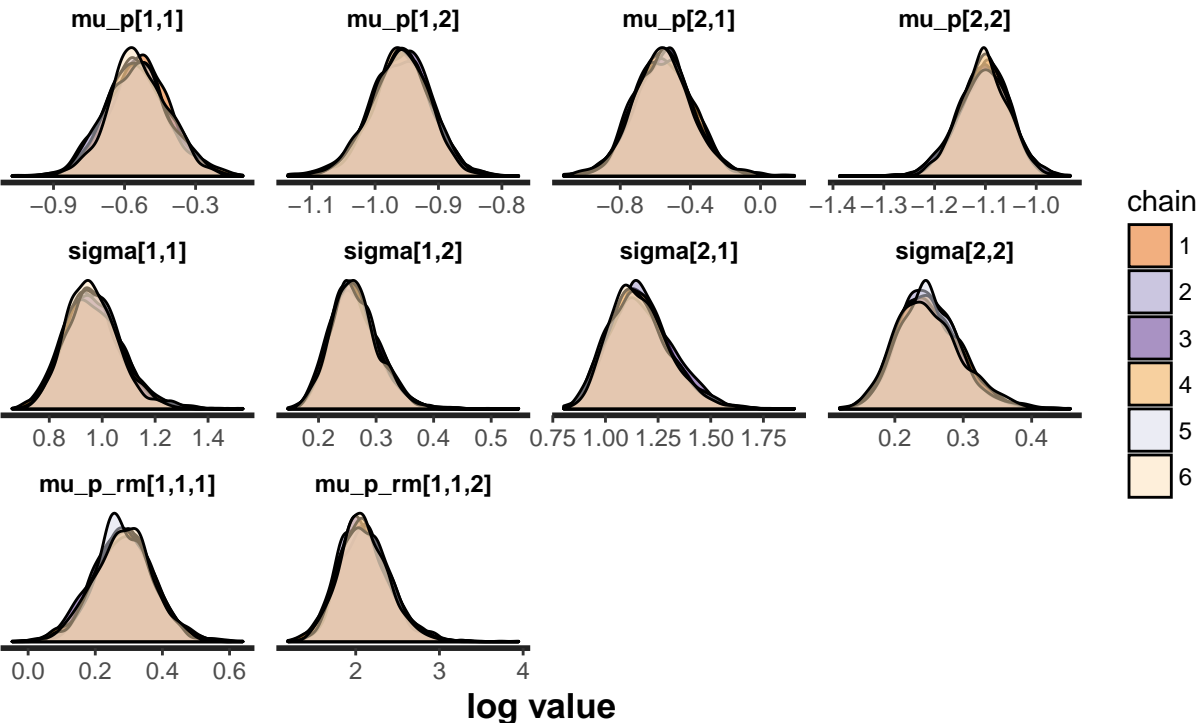 mu_p[1,1] mu_p[1,2] mu_p[2,1] mu_p[2,2]
−0.9 −0.6 −0.3 −1.1 −1.0 −0.9 −0.8 −0.8 −0.4 0.0 −1.4 −1.3 −1.2 −1.1 −1.0
sigma[1,1] sigma[1,2] sigma[2,1] sigma[2,2]
0.8 1.0 1.2 1.4 0.2 0.3 0.4 0.5 0.75 1.00 1.25 1.50 1.75 0.2 0.3 0.4
mu_p_rm[1,1,1] mu_p_rm[1,1,2]
0.0 0.2 0.4 0.6 2 3 4
log value
chain
1
2
3
4
5
6